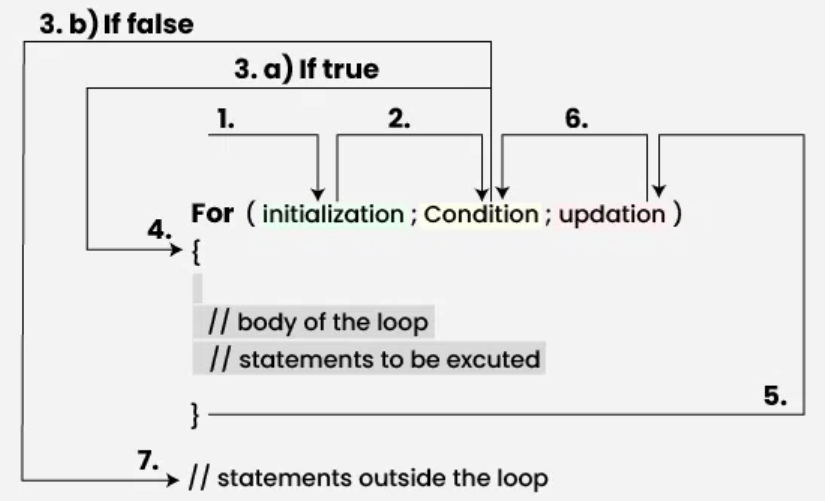 3. b) If false
3. a) If true
1. 2. 6.
For ( initialization ; Condition ; updation )
4.
{
// body of the loop
// statements to be excuted
5.
}
7.
// statements outside the loop